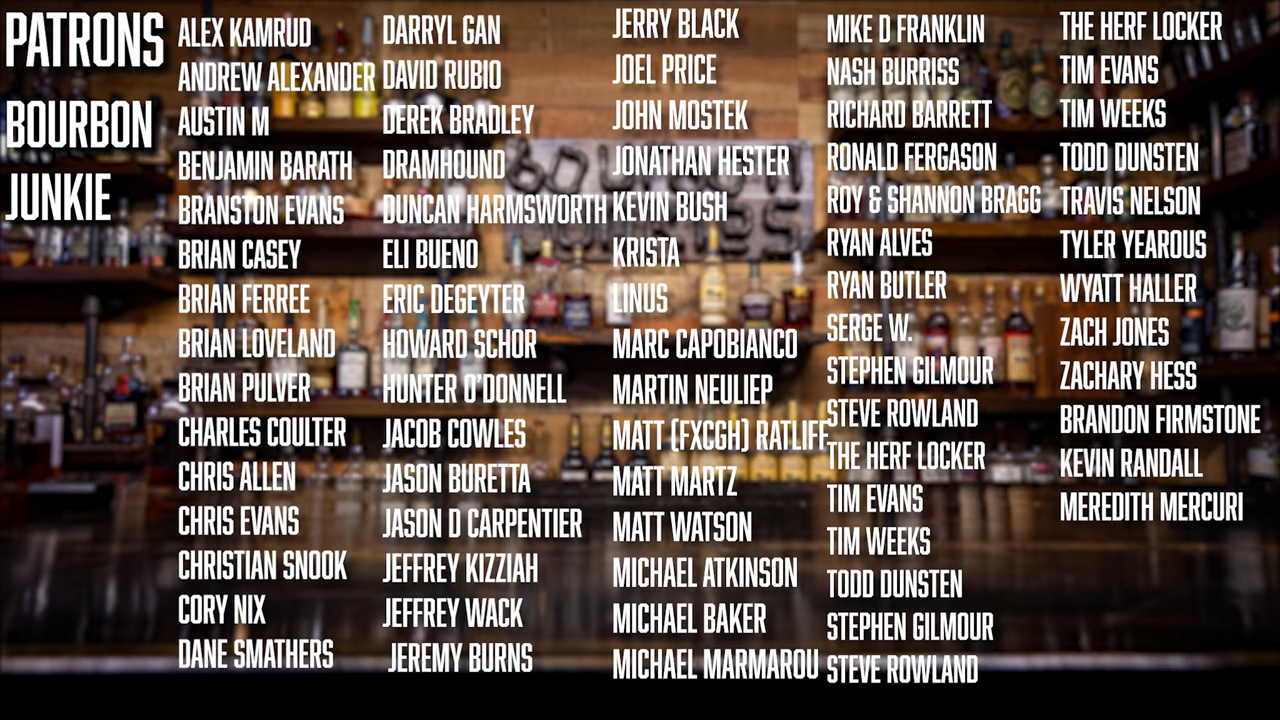 PATRONS
BOURBON
JUNKIE
ALEX KAMRUD
ANDREW ALEXANDER
AUSTIN M
BENJAMIN BARATH
BRANSTON EVANS
BRIAN CASEY
BRIAN FERREE
BRIAN LOVELAND
BRIAN PULVER
CHARLES COULTER
CHRIS ALLEN
CHRIS EVANS
CHRISTIAN SNOOK
CORY NIX
DANE SMATHERS
DARRYL GAN
DAVID RUBIO
DEREK BRADLEY
DRAMHOUND
DUNCAN HARMSWORTH
ELI BUENO
ERIC DEGEYTER
HOWARD SCHOR
HUNTER O'DONNELL
JACOB COWLES
JASON BURETTA
JASON D CARPENTIER
JEFFREY KIZZIAH
JEFFREY WACK
JEREMY BURNS
JERRY BLACK
JOEL PRICE
JOHN MOSTEK
JONATHAN HESTER
KEVIN BUSH
KRISTA
LINUS
MARC CAPOBIANCO
MARTIN NEULIEP
MATT (FXCGH) RATLIFF
MATT MARTZ
MATT WATSON
MICHAEL ATKINSON
MICHAEL BAKER
MICHAEL MARMAROU
MIKE D FRANKLIN
NASH BURRISS
RICHARD BARRETT
RONALD FERGASON
ROY & SHANNON BRAGG
RYAN ALVES
RYAN BUTLER
SERGE W.
STEPHEN GILMOUR
STEVE ROWLAND
THE HERF LOCKER
TIM EVANS
TIM WEEKS
TODD DUNSTEN
STEPHEN GILMOUR
STEVE ROWLAND
THE HERF LOCKER
TIM EVANS
TIM WEEKS
TODD DUNSTEN
TRAVIS NELSON
TYLER YEAROUS
WYATT HALLER
ZACH JONES
ZACHARY HESS
BRANDON FIRMSTONE
KEVIN RANDALL
MEREDITH MERCURI